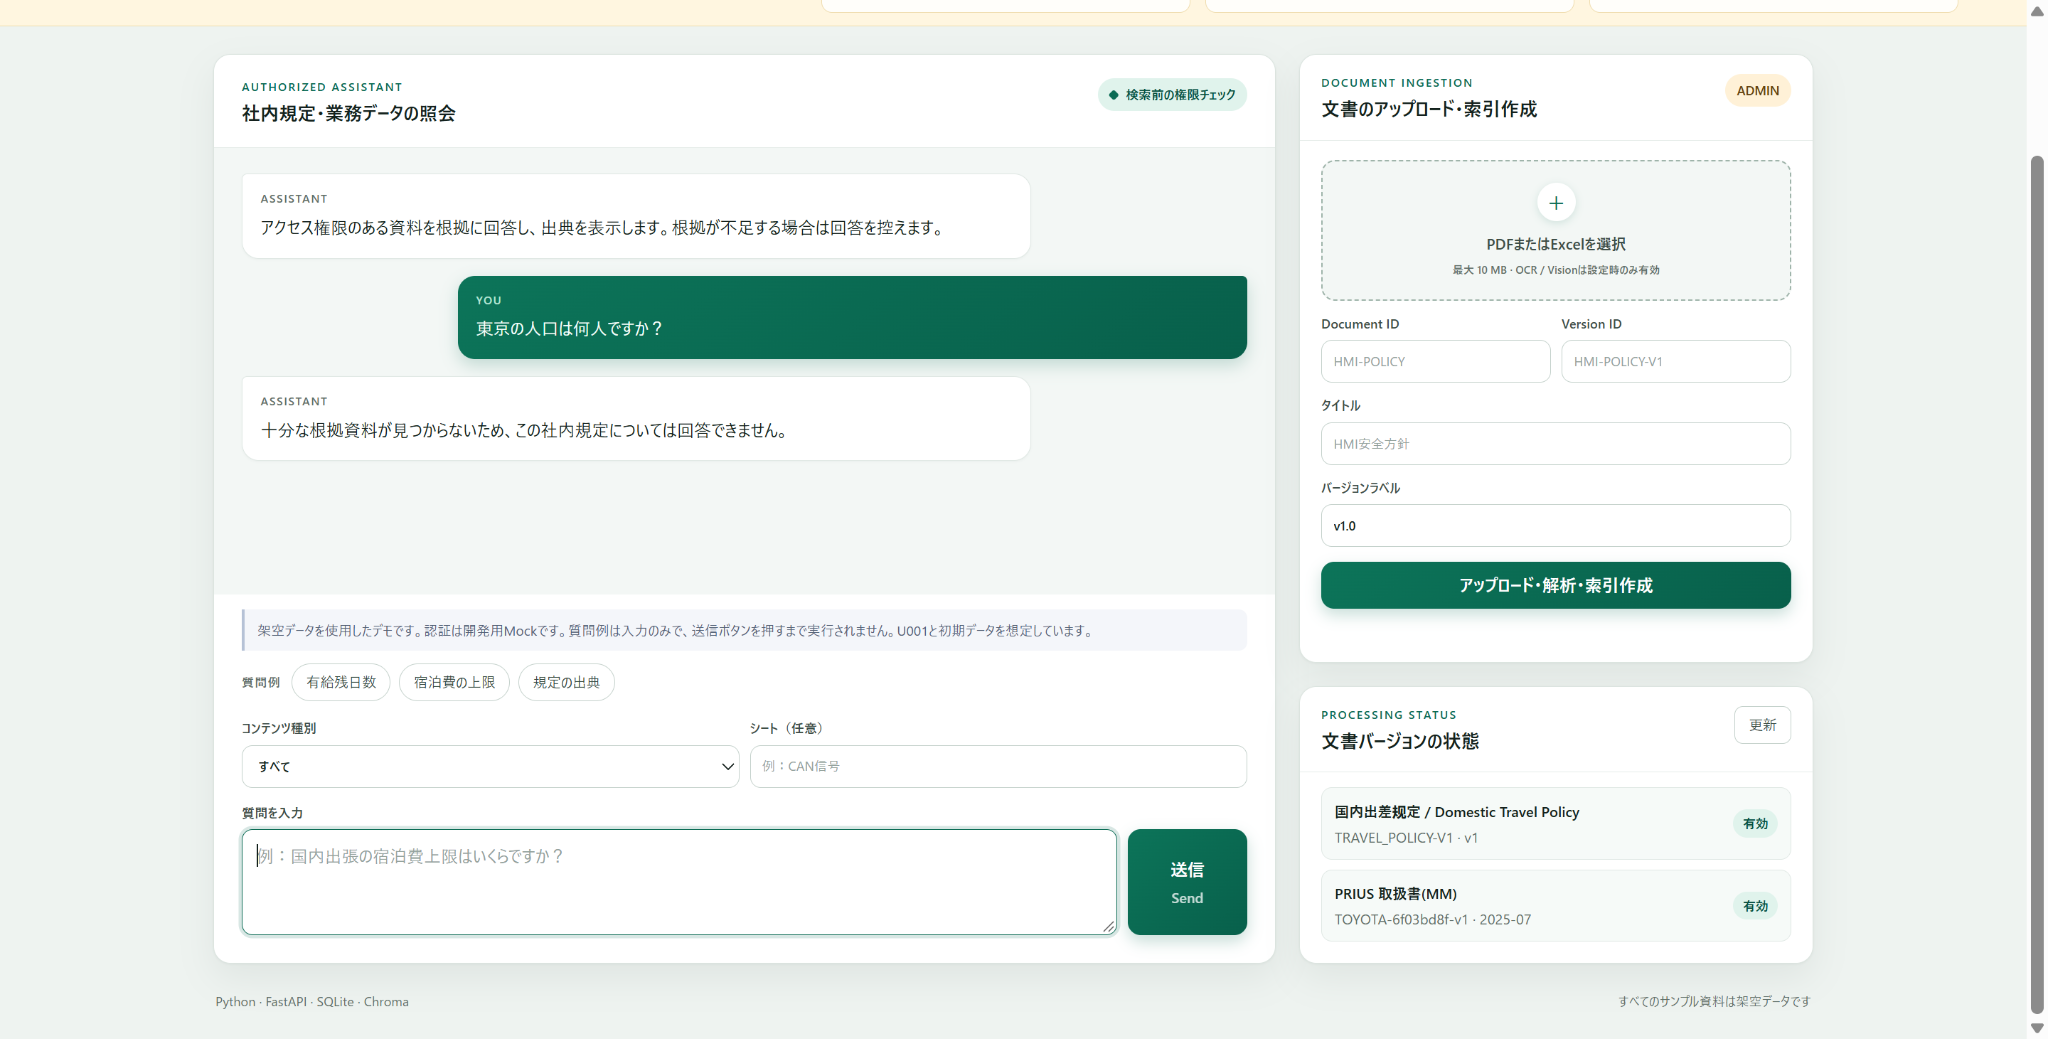 AUTHORIZED ASSISTANT
社内規定・業務データの照会
検索前の権限チェック
ASSISTANT
アクセス権限のある資料を根拠に回答し、出典を表示します。根拠が不足する場合は回答を控えます。
YOU
東京の人口は何人ですか？
ASSISTANT
十分な根拠資料が見つからないため、この社内規定については回答できません。
架空データを使用したデモです。認証は開発用Mockです。質問例は入力のみで、送信ボタンを押すまで実行されません。U001と初期データを想定しています。
質問例
有給残日数
宿泊費の上限
規定の出典
コンテンツ種別
シート（任意）
すべて
例：CAN信号
質問を入力
例：国内出張の宿泊費上限はいくらですか？
送信
Send
DOCUMENT INGESTION
文書のアップロード・索引作成
ADMIN
+
PDFまたはExcelを選択
最大 10 MB · OCR / Visionは設定時のみ有効
Document ID
Version ID
HMI-POLICY
HMI-POLICY-V1
タイトル
HMI安全方針
バージョンラベル
v1.0
アップロード・解析・索引作成
PROCESSING STATUS
文書バージョンの状態
更新
国内出差规定 / Domestic Travel Policy
TRAVEL_POLICY-V1 · v1
有効
PRIUS 取扱書(MM)
TOYOTA-6f03bd8f-v1 · 2025-07
有効
Python · FastAPI · SQLite · Chroma
すべてのサンプル資料は架空データです